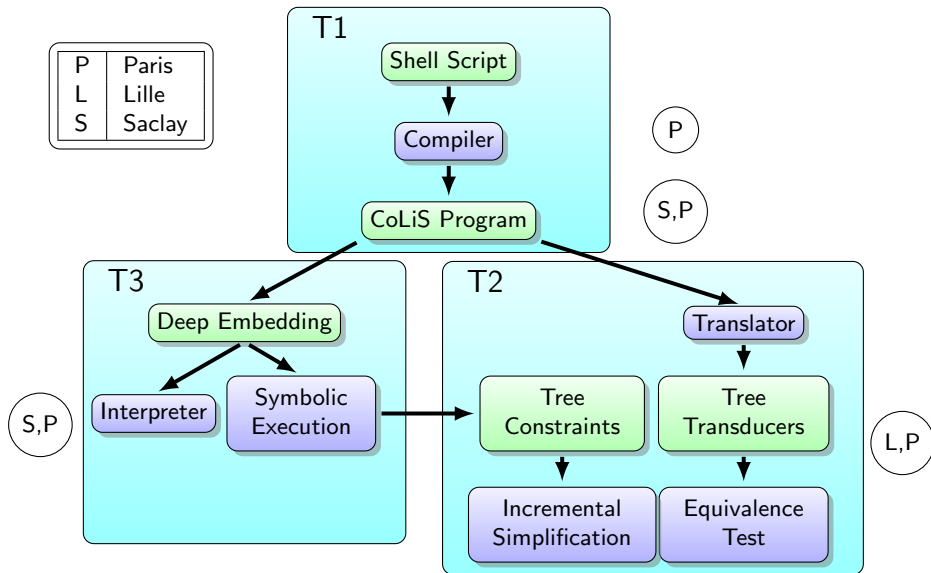 T1
P Paris
L Lille
S Saclay
Shell Script
Compiler
P
CoLiS Program
S,P
T3
Deep Embedding
Interpreter
Symbolic
Execution
S,P
T2
Translator
Tree
Constraints
Tree
Transducers
L,P
Incremental
Simplification
Equivalence
Test